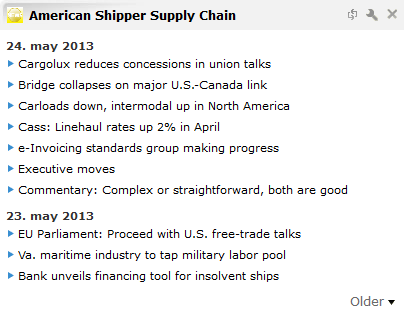 American Shipper Supply Chain
24. may 2013
Cargolux reduces concessions in union talks
Bridge collapses on major U.S.-Canada link
Carloads down, intermodal up in North America
Cass: Linehaul rates up 2% in April
e-Invoicing standards group making progress
Executive moves
Commentary: Complex or straightforward, both are good
23. may 2013
EU Parliament: Proceed with U.S. free-trade talks
Va. maritime industry to tap military labor pool
Bank unveils financing tool for insolvent ships
Older